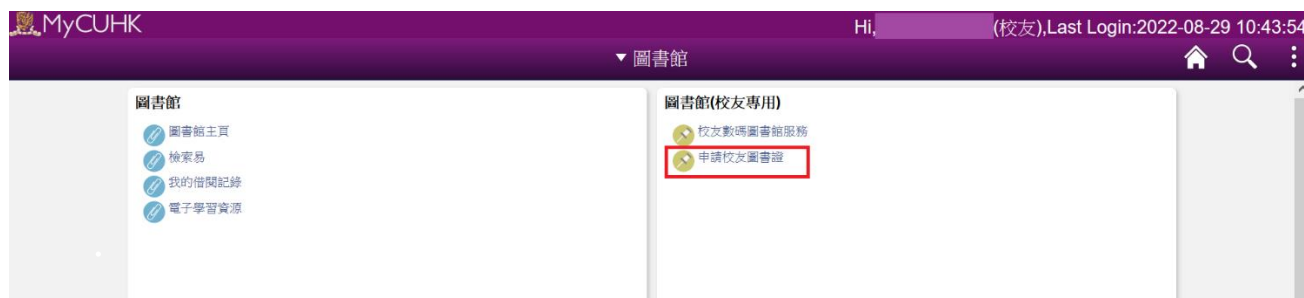 MyCUHK
Hi, (校友),Last Login:2022-08-29 10:43:54
圖書館
圖書館
圖書館主頁
檢索易
我的借閱記錄
電子學習資源
圖書館(校友專用)
校友數碼圖書館服務
申請校友圖書證